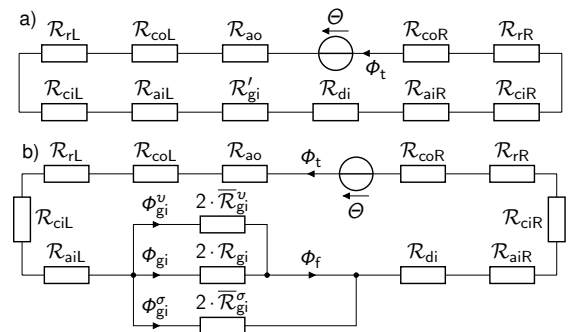 a)
R_rL R_coL R_ao Θ R_coR R_rR
Φ_t
R_ciL R_aiL R′_gi R_di R_aiR R_ciR
b)
R_rL R_coL R_ao Φ_t Θ R_coR R_rR
R_ciL R_ciR
Φ^υ_gi 2 · R̅^υ_gi
R_aiL Φ_gi 2 · R_gi Φ_f R_di R_aiR
Φ^σ_gi 2 · R̅^σ_gi